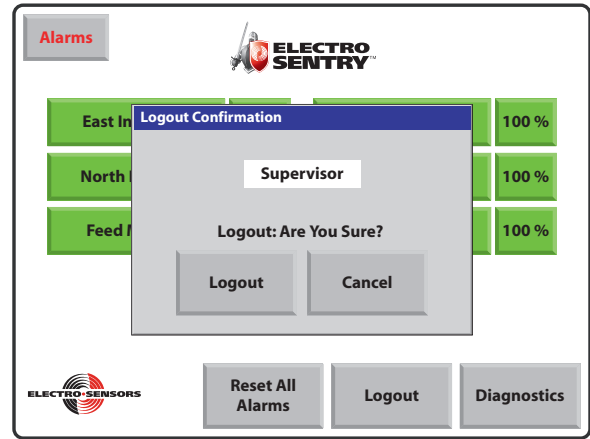 Alarms
ELECTRO
SENTRY™
East In
100 %
Logout Confirmation
North
100 %
Supervisor
Feed
100 %
Logout: Are You Sure?
Logout
Cancel
ELECTRO-SENSORS
Reset All
Alarms
Logout
Diagnostics